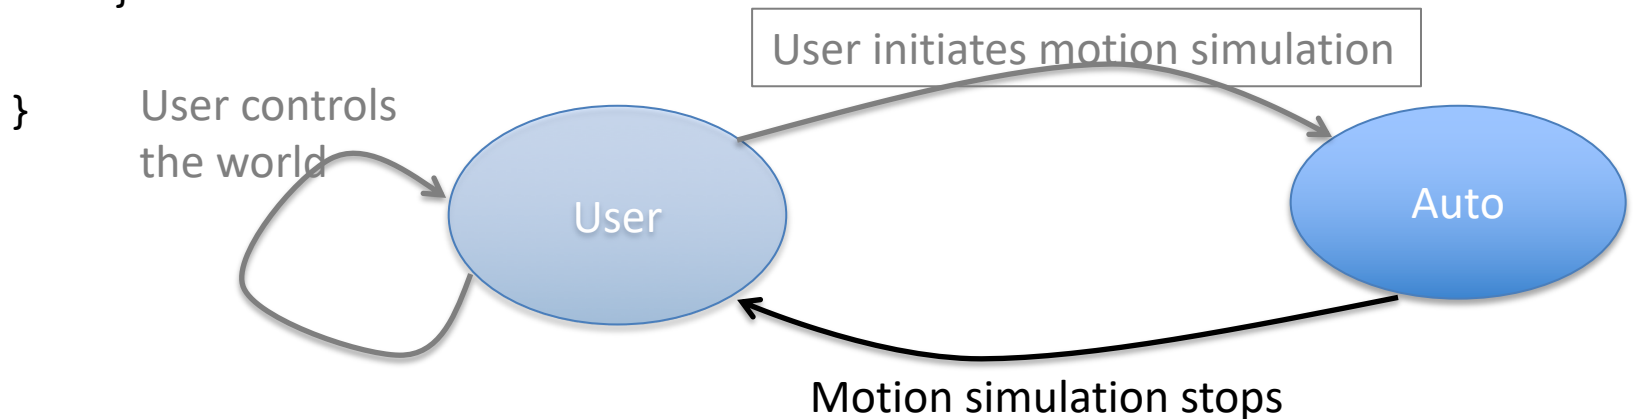 }
User initiates motion simulation
}
User controls
the world
User
Auto
Motion simulation stops